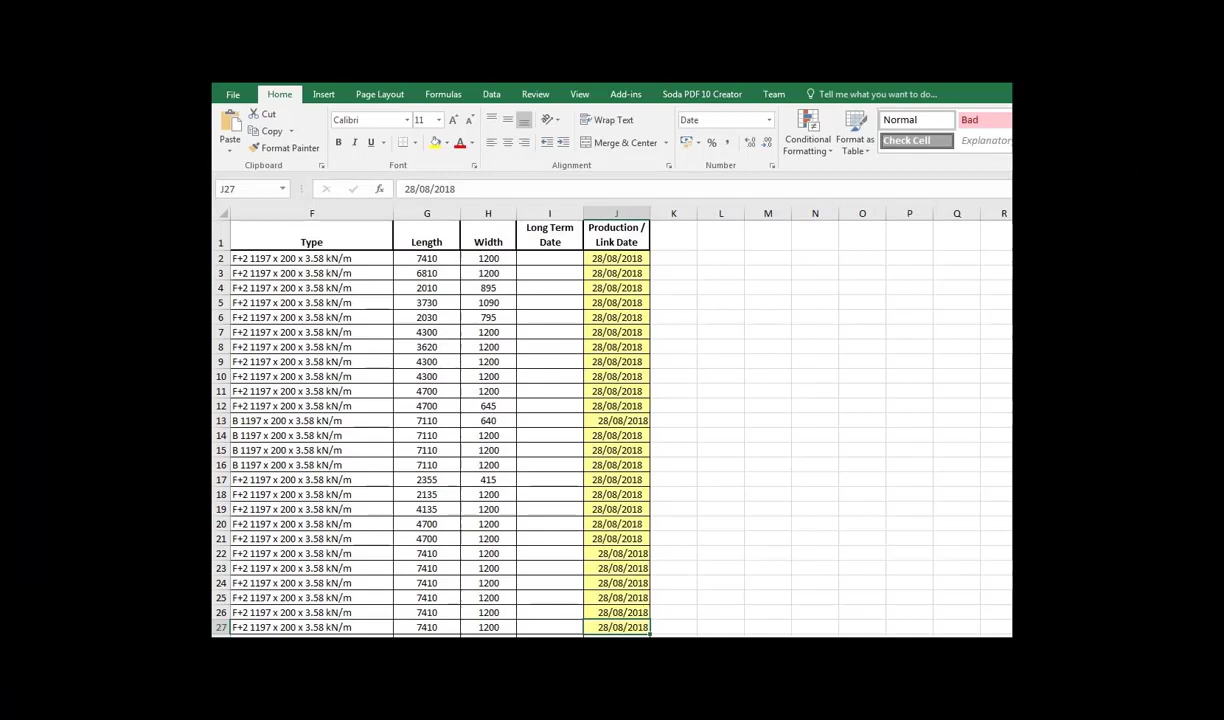 File Home Insert Page Layout Formulas Data Review View Add-ins Soda PDF 10 Creator Team Tell me what you want to do...
Paste Cut Copy Format Painter
Calibri 11
B I U A
Wrap Text
Merge & Center
Date
%
Conditional Formatting
Format as Table
Normal Bad
Check Cell Explanatory
Clipboard Font Alignment Number
J27 fx 28/08/2018
F G H I J K L M N O P Q R
1 Type Length Width Long Term Date Production / Link Date
2 F+2 1197 x 200 x 3.58 kN/m 7410 1200 28/08/2018
3 F+2 1197 x 200 x 3.58 kN/m 6810 1200 28/08/2018
4 F+2 1197 x 200 x 3.58 kN/m 2010 895 28/08/2018
5 F+2 1197 x 200 x 3.58 kN/m 3730 1090 28/08/2018
6 F+2 1197 x 200 x 3.58 kN/m 2030 795 28/08/2018
7 F+2 1197 x 200 x 3.58 kN/m 4300 1200 28/08/2018
8 F+2 1197 x 200 x 3.58 kN/m 3620 1200 28/08/2018
9 F+2 1197 x 200 x 3.58 kN/m 4300 1200 28/08/2018
10 F+2 1197 x 200 x 3.58 kN/m 4300 1200 28/08/2018
11 F+2 1197 x 200 x 3.58 kN/m 4700 1200 28/08/2018
12 F+2 1197 x 200 x 3.58 kN/m 4700 645 28/08/2018
13 B 1197 x 200 x 3.58 kN/m 7110 640 28/08/2018
14 B 1197 x 200 x 3.58 kN/m 7110 1200 28/08/2018
15 B 1197 x 200 x 3.58 kN/m 7110 1200 28/08/2018
16 B 1197 x 200 x 3.58 kN/m 7110 1200 28/08/2018
17 F+2 1197 x 200 x 3.58 kN/m 2355 415 28/08/2018
18 F+2 1197 x 200 x 3.58 kN/m 2135 1200 28/08/2018
19 F+2 1197 x 200 x 3.58 kN/m 4135 1200 28/08/2018
20 F+2 1197 x 200 x 3.58 kN/m 4700 1200 28/08/2018
21 F+2 1197 x 200 x 3.58 kN/m 4700 1200 28/08/2018
22 F+2 1197 x 200 x 3.58 kN/m 7410 1200 28/08/2018
23 F+2 1197 x 200 x 3.58 kN/m 7410 1200 28/08/2018
24 F+2 1197 x 200 x 3.58 kN/m 7410 1200 28/08/2018
25 F+2 1197 x 200 x 3.58 kN/m 7410 1200 28/08/2018
26 F+2 1197 x 200 x 3.58 kN/m 7410 1200 28/08/2018
27 F+2 1197 x 200 x 3.58 kN/m 7410 1200 28/08/2018